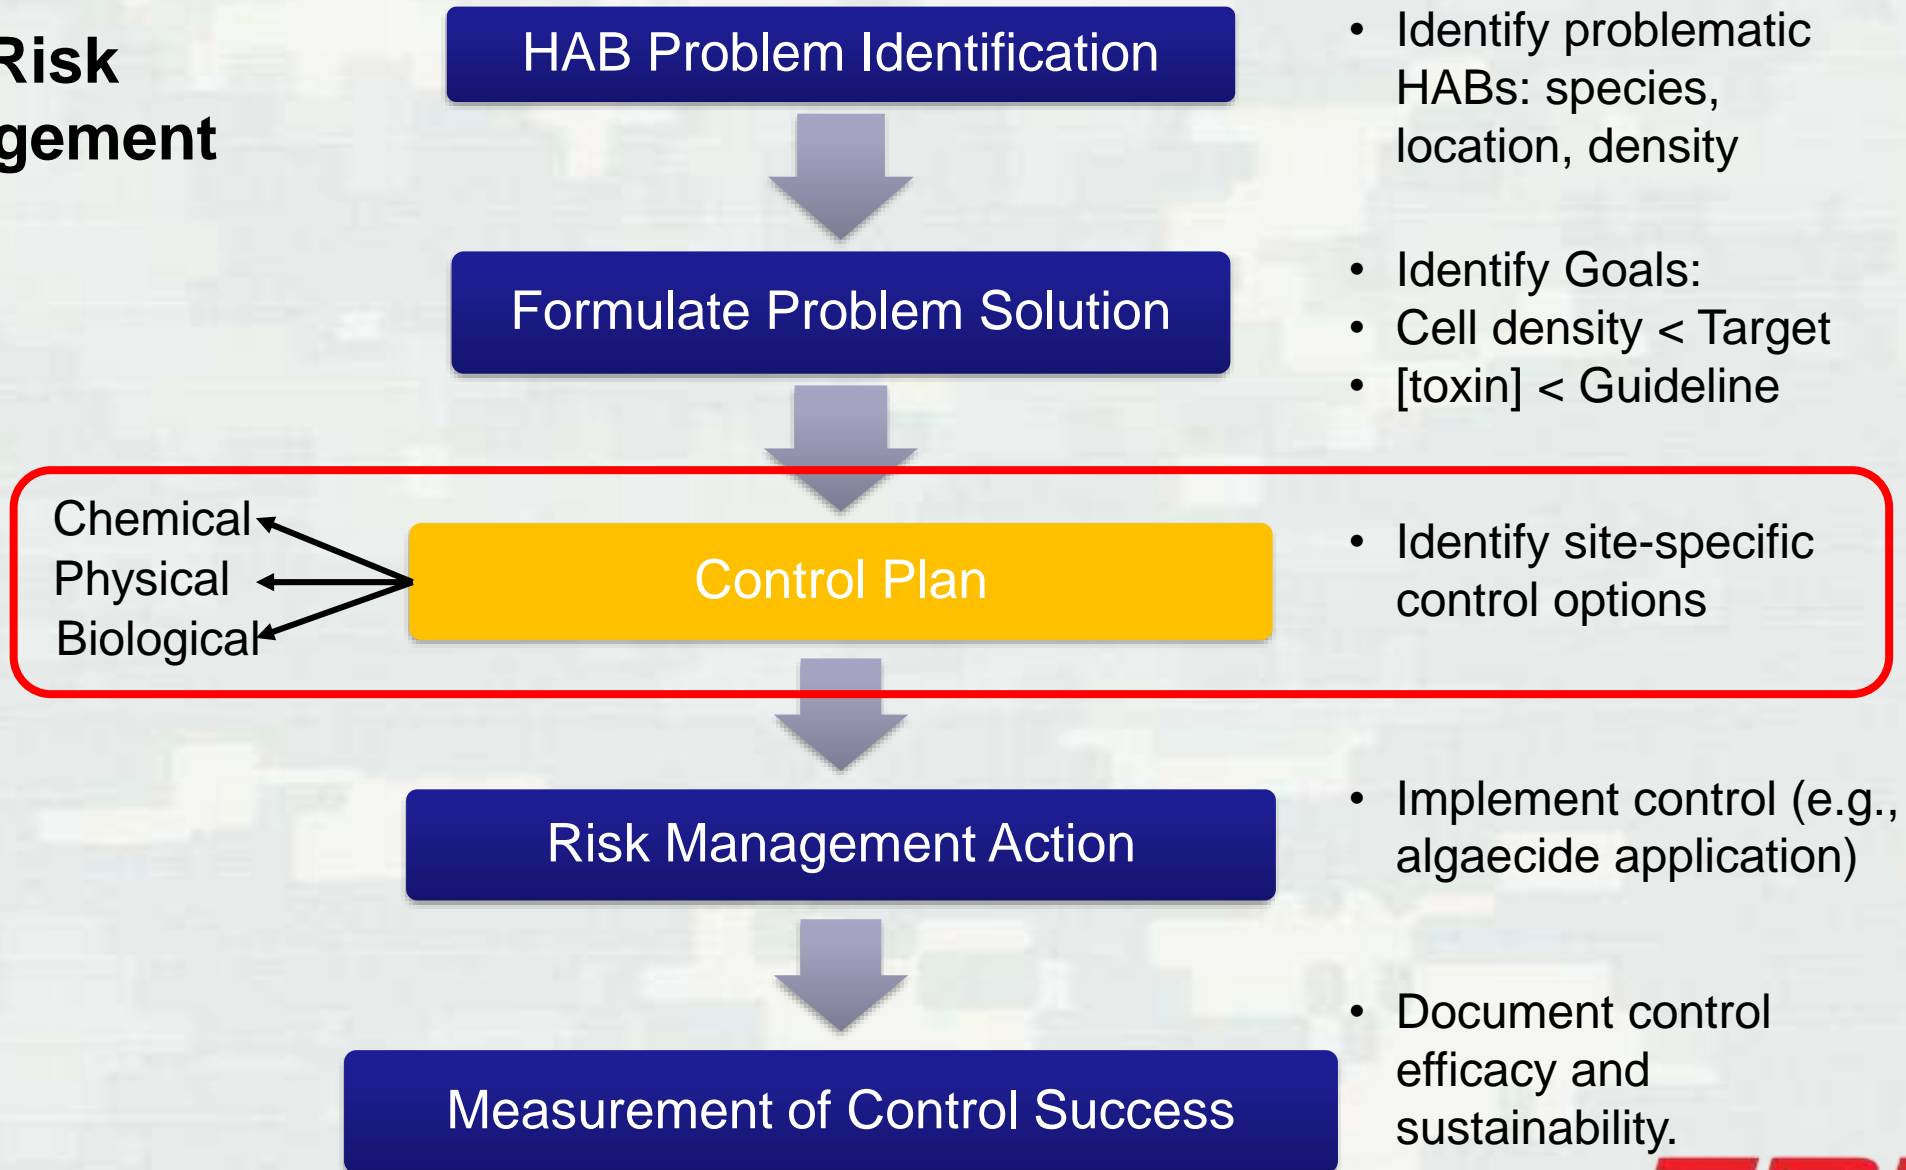 Risk
gement
HAB Problem Identification
• Identify problematic
HABs: species,
location, density
Formulate Problem Solution
• Identify Goals:
• Cell density < Target
• [toxin] < Guideline
Chemical
Physical
Biological
Control Plan
• Identify site-specific
control options
Risk Management Action
• Implement control (e.g.,
algaecide application)
Measurement of Control Success
• Document control
efficacy and
sustainability.